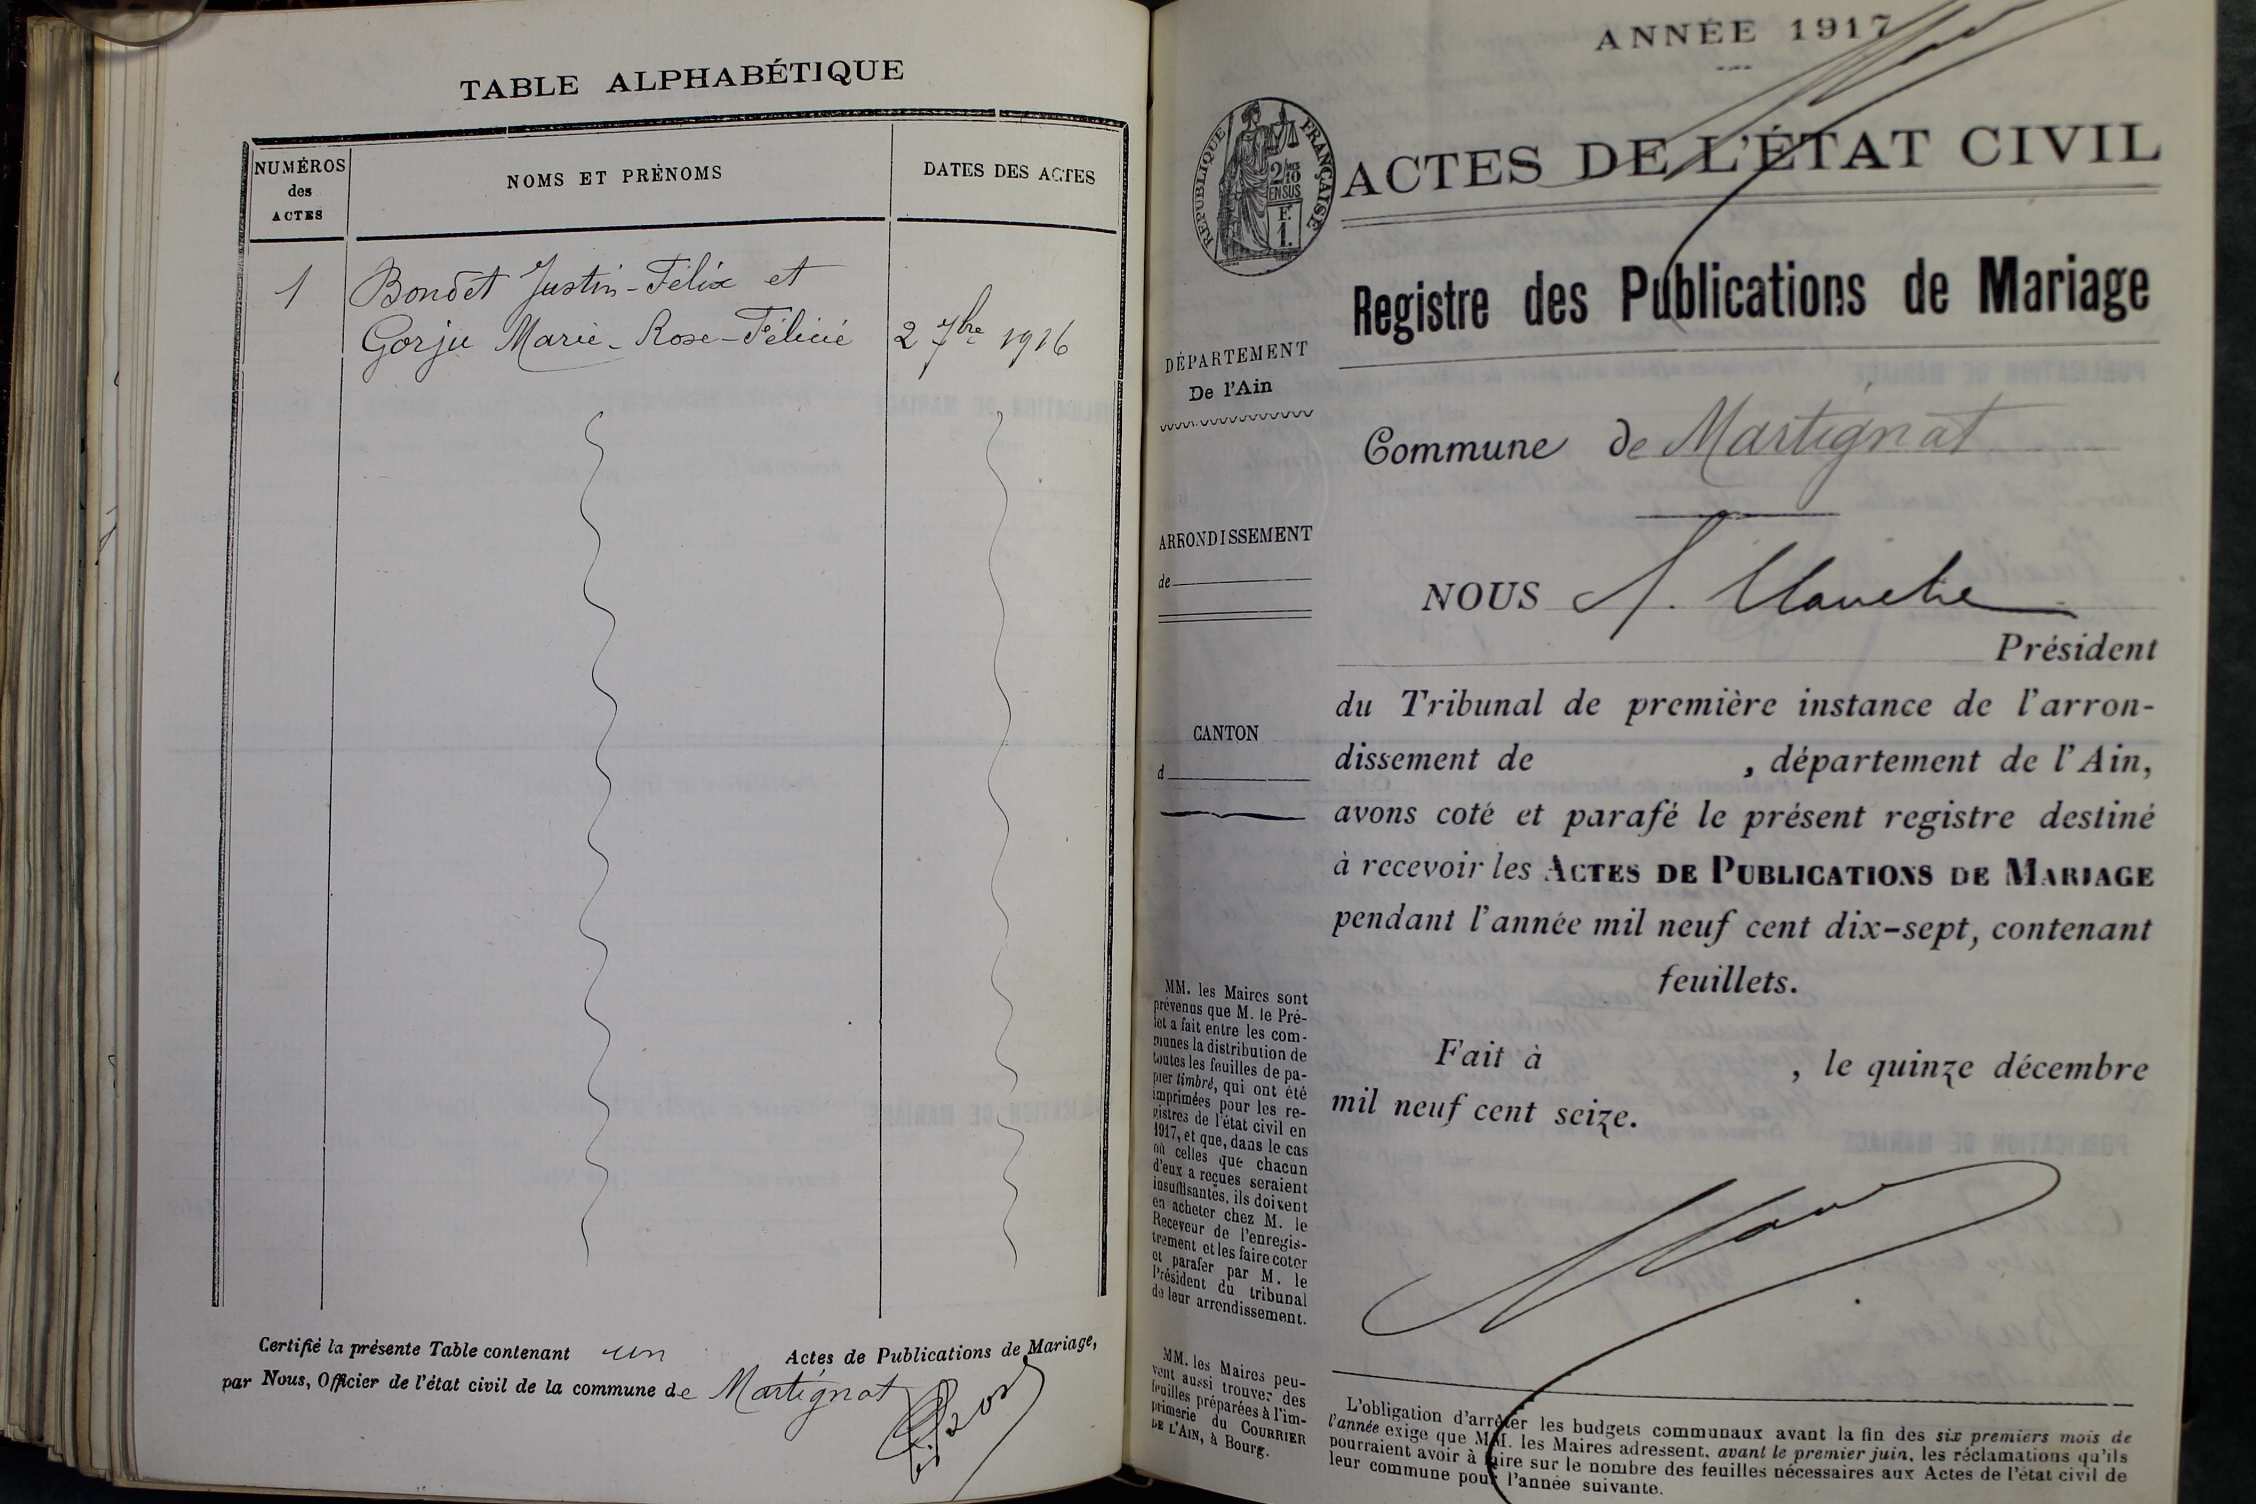 TABLE ALPHABÉTIQUE
NUMÉROS
des
ACTES
NOMS ET PRÉNOMS
DATES DES ACTES
1
Bondet Justin-Félix et
Gorju Marie-Rose-Félicie
2 7bre 1916
Certifié la présente Table contenant un Actes de Publications de Mariage,
par Nous, Officier de l'état civil de la commune de Martignat
ANNÉE 1917
RÉPUBLIQUE FRANÇAISE
EN SUS
F.
1.
ACTES DE L'ÉTAT CIVIL
Registre des Publications de Mariage
DÉPARTEMENT
De l'Ain
ARRONDISSEMENT
de
CANTON
d
MM. les Maires sont
prévenus que M. le Pré-
fet a fait entre les com-
munes la distribution de
toutes les feuilles de pa-
pier timbré, qui ont été
imprimées pour les re-
gistres de l'état civil en
1917, et que, dans le cas
où celles que chacun
d'eux a reçues seraient
insuffisantes, ils doivent
en acheter chez M. le
Receveur de l'enregis-
trement et les faire coter
et parafer par M. le
Président du tribunal
de leur arrondissement.
MM. les Maires peu-
vent aussi trouver des
feuilles préparées à l'im-
primerie du COURRIER
DE L'AIN, à Bourg.
Commune de Martignat
NOUS
Président
du Tribunal de première instance de l'arron-
dissement de , département de l'Ain,
avons coté et parafé le présent registre destiné
à recevoir les ACTES DE PUBLICATIONS DE MARIAGE
pendant l'année mil neuf cent dix-sept, contenant
feuillets.
Fait à , le quinze décembre
mil neuf cent seize.
L'obligation d'arrêter les budgets communaux avant la fin des six premiers mois de
l'année exige que MM. les Maires adressent, avant le premier juin, les réclamations qu'ils
pourraient avoir à faire sur le nombre des feuilles nécessaires aux Actes de l'état civil de
leur commune pour l'année suivante.